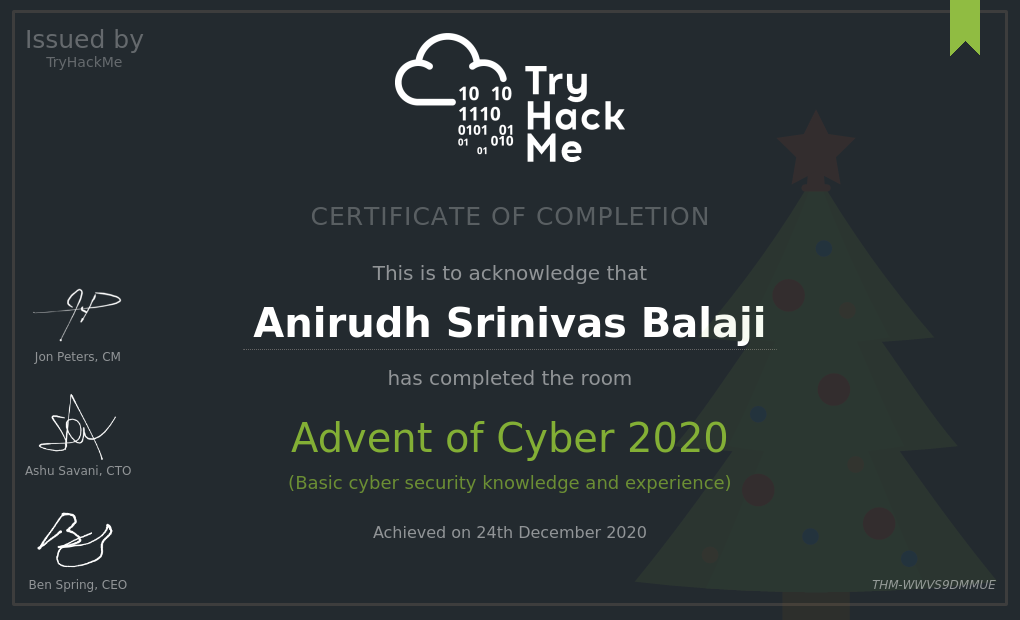 Issued by
TryHackMe
10 10
1110
0101 01
01 010
01
Try
Hack
Me
CERTIFICATE OF COMPLETION
This is to acknowledge that
Anirudh Srinivas Balaji
has completed the room
Advent of Cyber 2020
(Basic cyber security knowledge and experience)
Achieved on 24th December 2020
Jon Peters, CM
Ashu Savani, CTO
Ben Spring, CEO
THM-WWVS9DMMUE